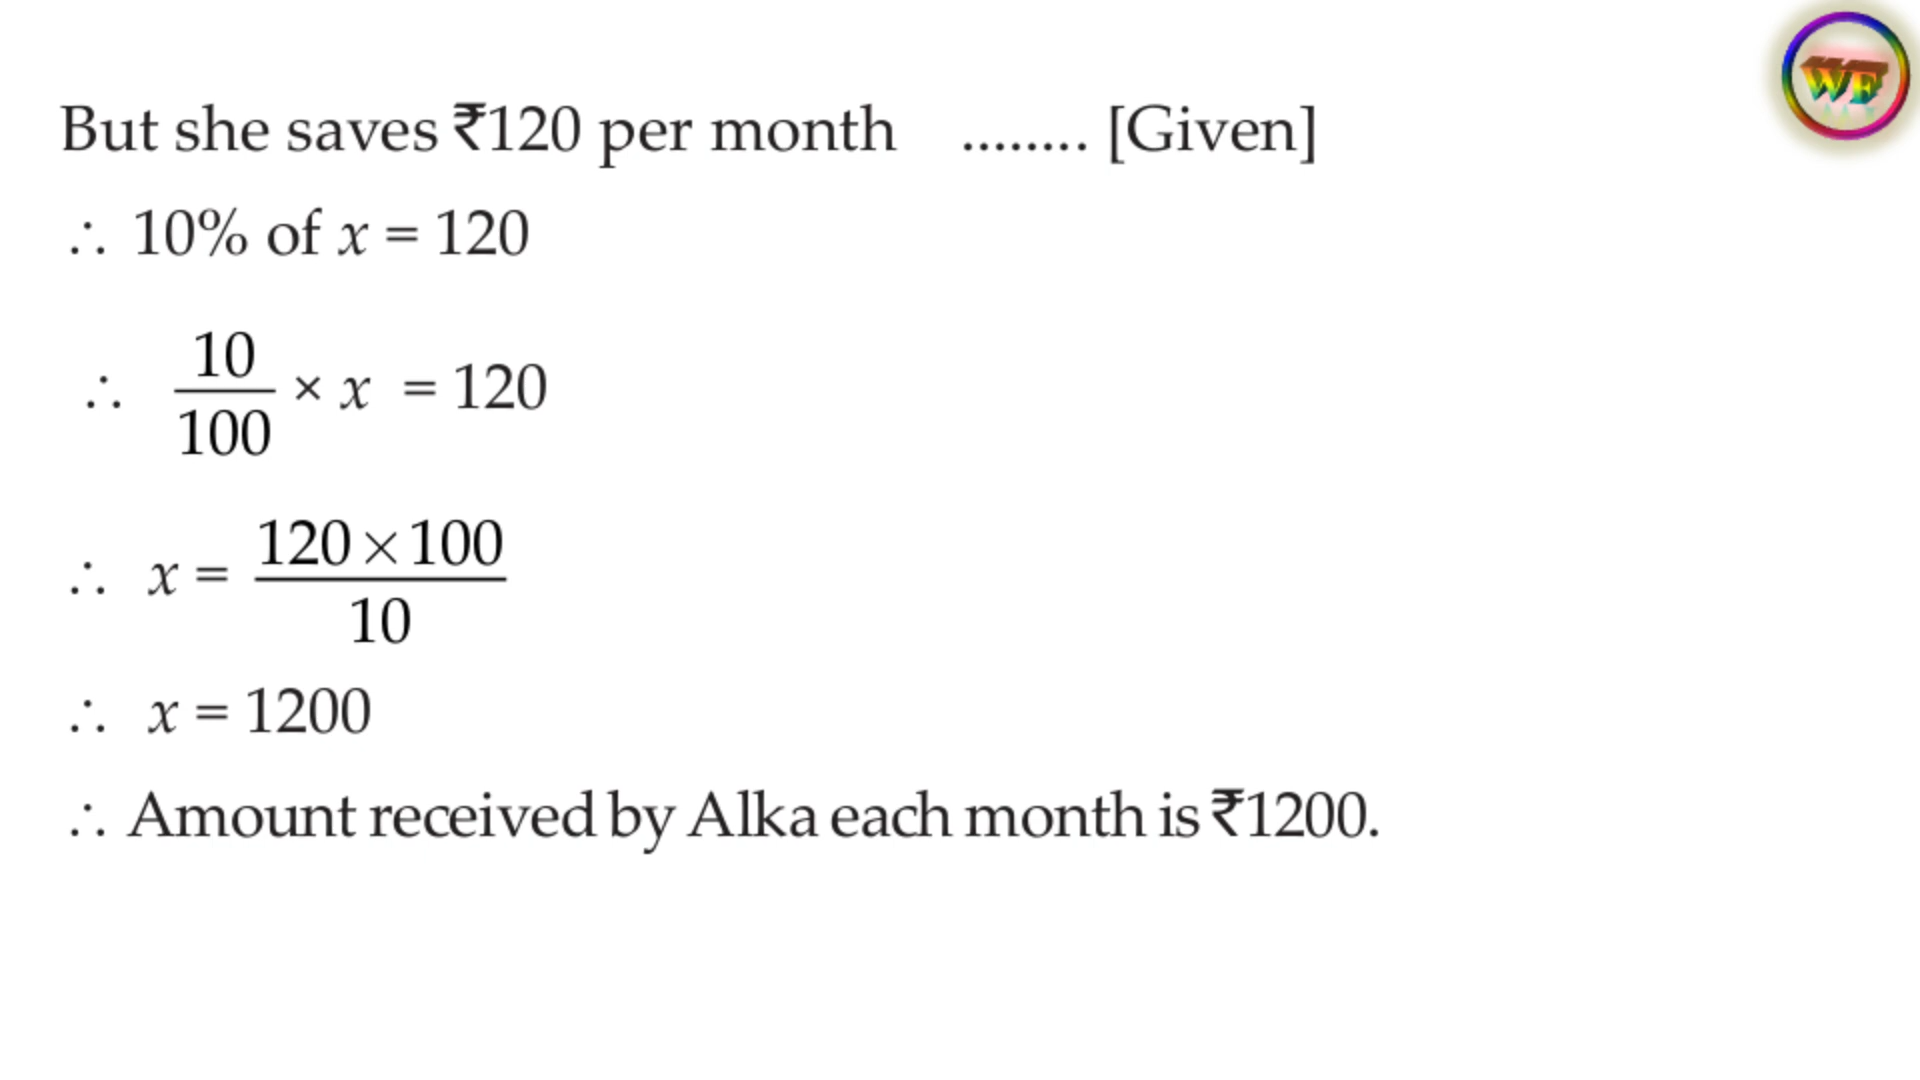 But she saves ₹120 per month ........ [Given]
∴ 10% of x = 120
∴ 10/100 × x = 120
∴ x = 120×100/10
∴ x = 1200
∴ Amount received by Alka each month is ₹1200.
WE